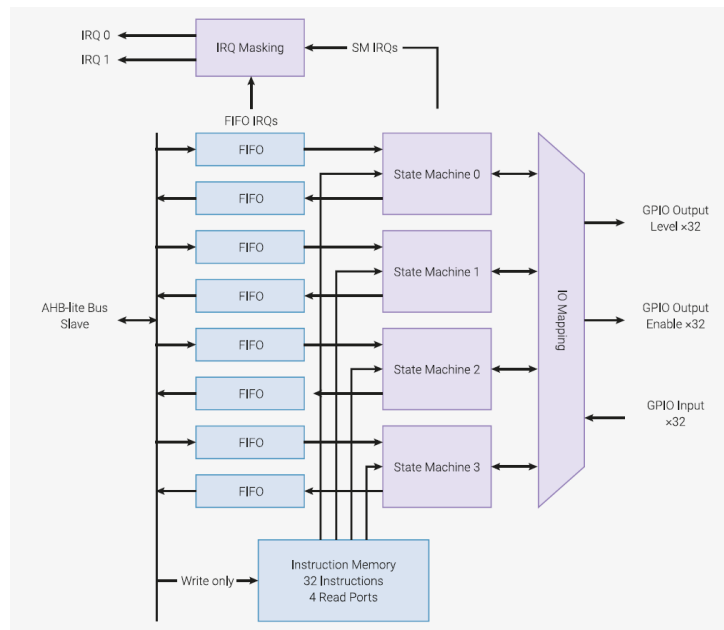 IRQ 0
IRQ 1
IRQ Masking
SM IRQs
FIFO IRQs
FIFO
State Machine 0
FIFO
GPIO Output
Level ×32
FIFO
State Machine 1
FIFO
AHB-lite Bus
Slave
IO Mapping
GPIO Output
Enable ×32
FIFO
State Machine 2
FIFO
GPIO Input
×32
FIFO
State Machine 3
FIFO
Write only
Instruction Memory
32 Instructions
4 Read Ports